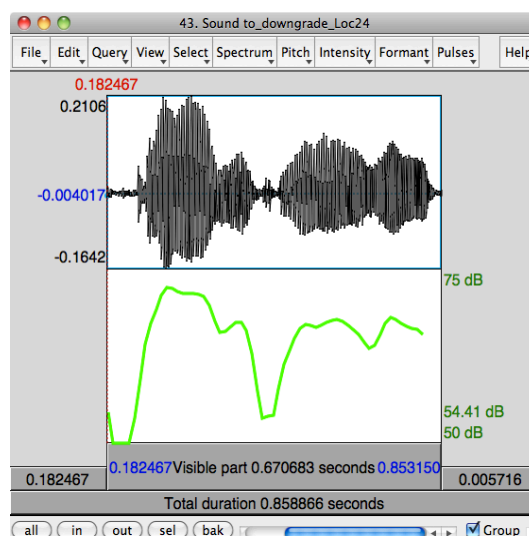 43. Sound to_downgrade_Loc24
File Edit Query View Select Spectrum Pitch Intensity Formant Pulses Help
0.182467
0.2106
-0.004017
-0.1642
75 dB
54.41 dB
50 dB
0.182467 0.182467 Visible part 0.670683 seconds 0.853150 0.005716
Total duration 0.858866 seconds
all in out sel bak Group